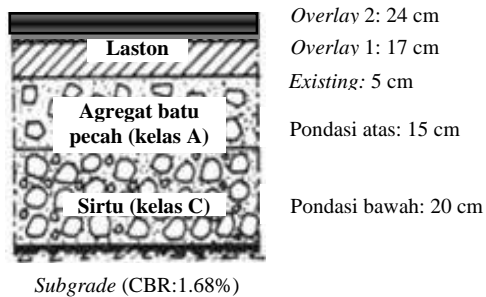 Overlay 2: 24 cm
Overlay 1: 17 cm
Laston
Existing: 5 cm
Agregat batu
pecah (kelas A)
Pondasi atas: 15 cm
Sirtu (kelas C)
Pondasi bawah: 20 cm
Subgrade (CBR:1.68%)